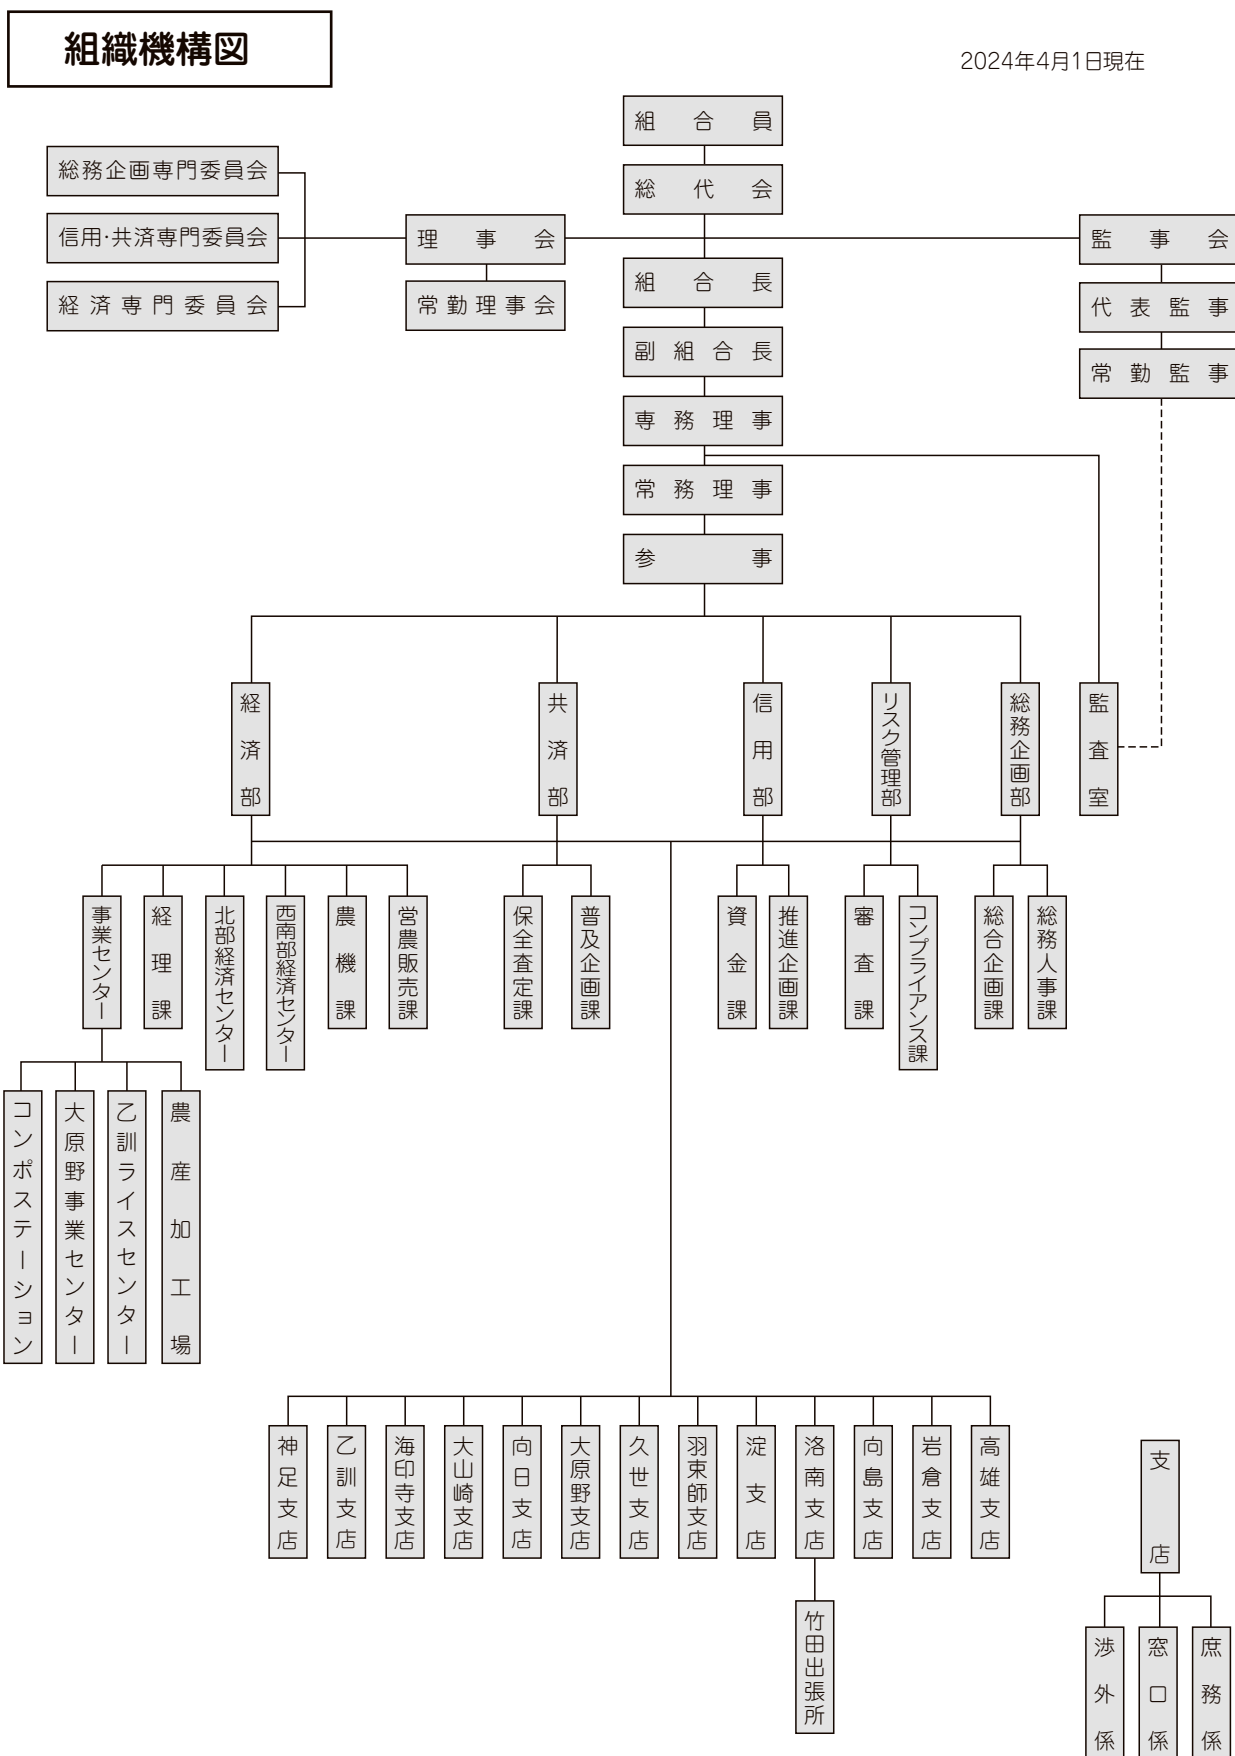 組織機構図
2024年4月1日現在
組合員
総代会
総務企画専門委員会
信用・共済専門委員会
経済専門委員会
理事会
常勤理事会
監事会
代表監事
常勤監事
組合長
副組合長
専務理事
常務理事
参事
経済部
共済部
信用部
リスク管理部
総務企画部
監査室
事業センター
経理課
北部経済センター
西南部経済センター
農機課
営農販売課
保全査定課
普及企画課
資金課
推進企画課
審査課
コンプライアンス課
総合企画課
総務人事課
コンポステーション
大原野事業センター
乙訓ライスセンター
農産加工場
神足支店
乙訓支店
海印寺支店
大山崎支店
向日支店
大原野支店
久世支店
羽束師支店
淀支店
洛南支店
向島支店
岩倉支店
高雄支店
竹田出張所
支店
渉外係
窓口係
庶務係